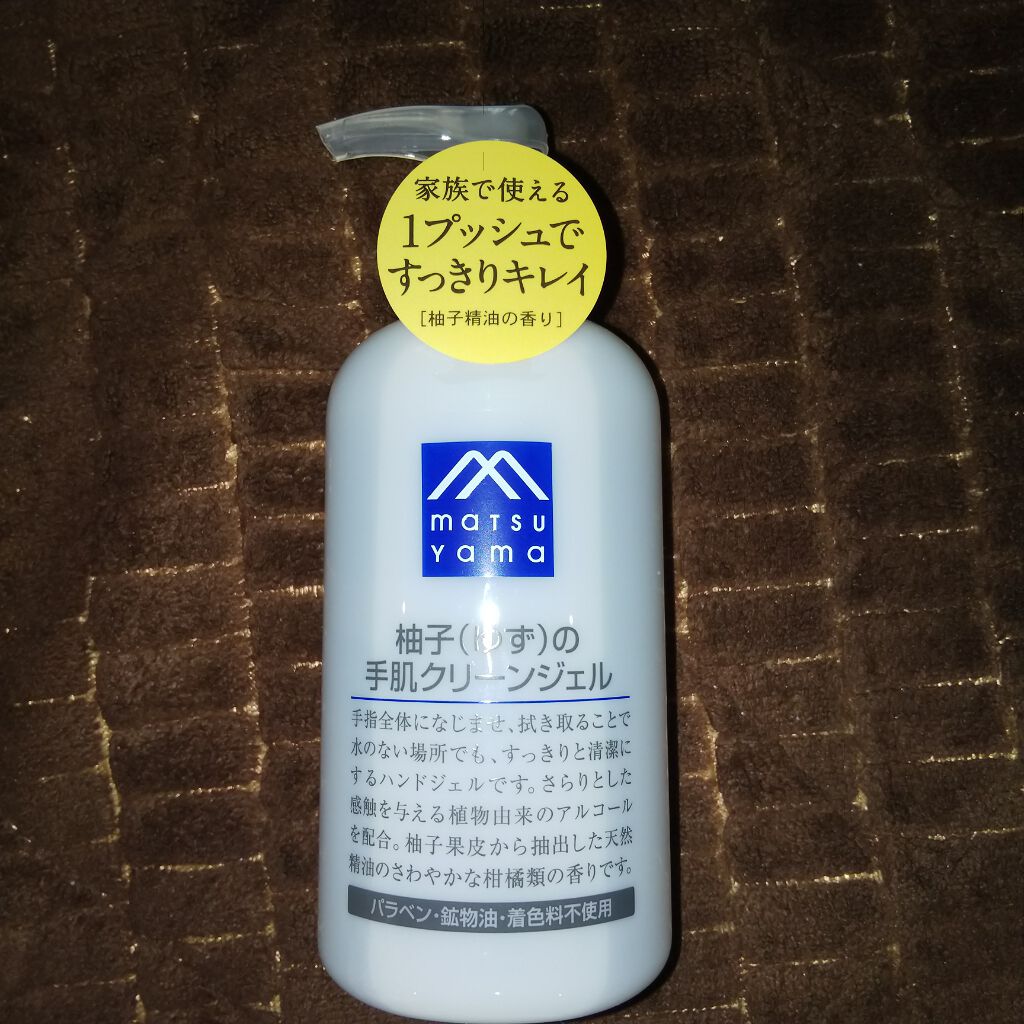 家族で使える
1プッシュで
すっきりキレイ
[柚子精油の香り]
matsu
yama
柚子(ゆず)の
手肌クリーンジェル
手指全体になじませ、拭き取ることで
水のない場所でも、すっきりと清潔に
するハンドジェルです。さらりとした
感触を与える植物由来のアルコール
を配合。柚子果皮から抽出した天然
精油のさわやかな柑橘類の香りです。
パラベン・鉱物油・着色料不使用